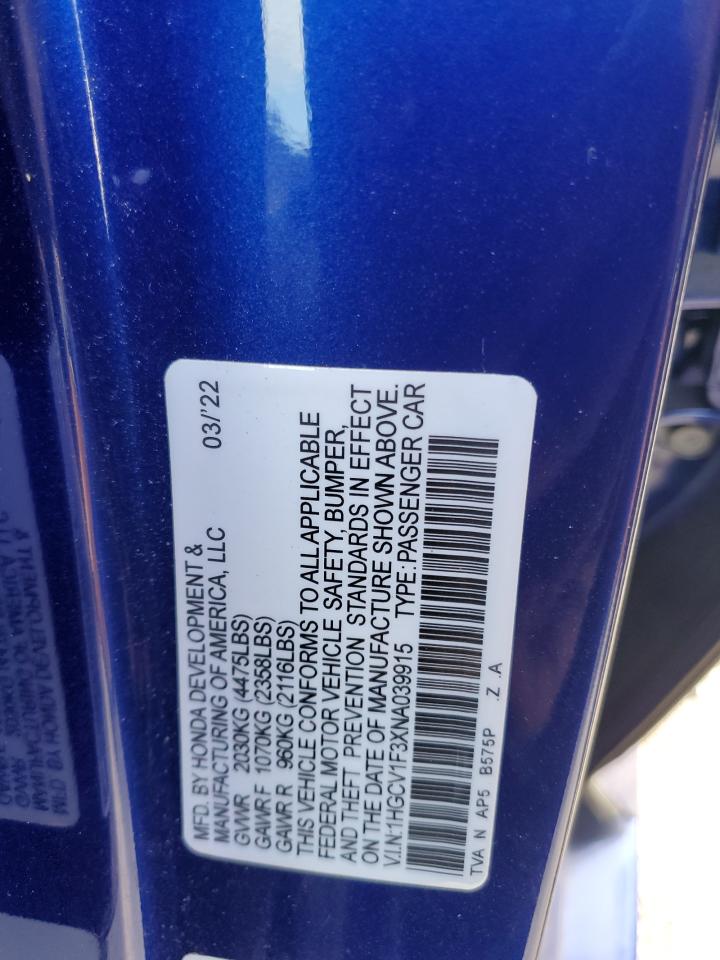 MFD. BY HONDA DEVELOPMENT & 03/'22
MANUFACTURING OF AMERICA, LLC
GVWR 2030KG (4475LBS)
GAWR F 1070KG (2358LBS)
GAWR R 960KG (2116LBS)
THIS VEHICLE CONFORMS TO ALL APPLICABLE
FEDERAL MOTOR VEHICLE SAFETY, BUMPER,
AND THEFT PREVENTION STANDARDS IN EFFECT
ON THE DATE OF MANUFACTURE SHOWN ABOVE.
V.I.N:1HGCV1F3XNA039915 TYPE:PASSENGER CAR
TVA N AP5 B575P .Z .A